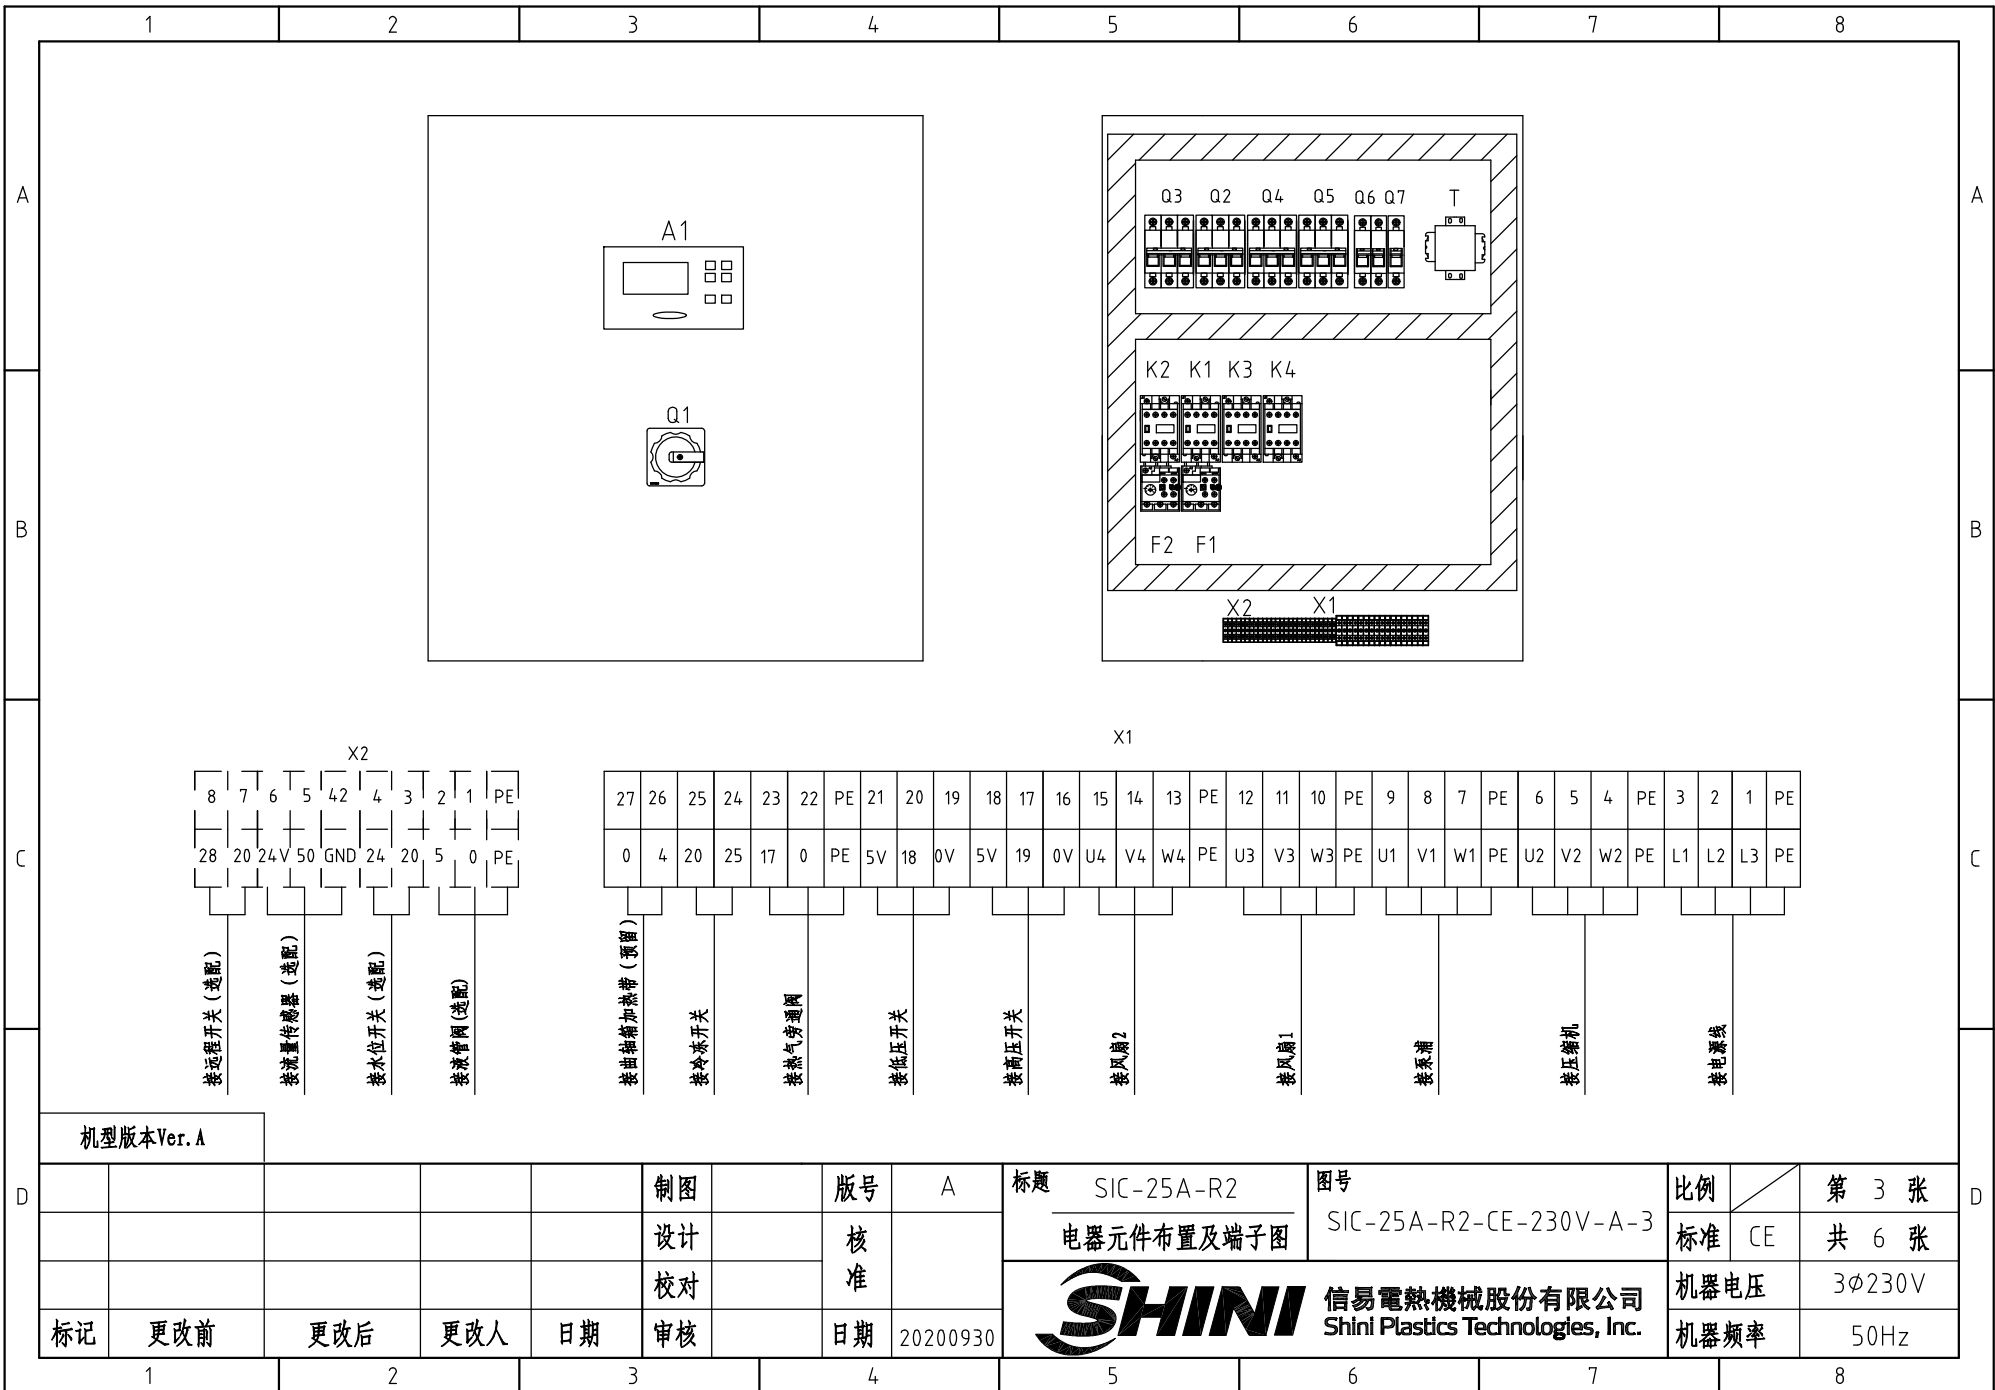 1 2 3 4 5 6 7 8
A A
A1
Q1
Q3 Q2 Q4 Q5 Q6 Q7 T
K2 K1 K3 K4
F2 F1
B B
X2 X1
X2
8 7 6 5 42 4 3 2 1 PE
28 20 24V 50 GND 24 20 5 0 PE
接远程开关(选配)
接流量传感器(选配)
接水位开关(选配)
接液管阀(选配)
X1
27 26 25 24 23 22 PE 21 20 19 18 17 16 15 14 13 PE 12 11 10 PE 9 8 7 PE 6 5 4 PE 3 2 1 PE
0 4 20 25 17 0 PE 5V 18 0V 5V 19 0V U4 V4 W4 PE U3 V3 W3 PE U1 V1 W1 PE U2 V2 W2 PE L1 L2 L3 PE
接曲轴箱加热带(预留)
接冷冻开关
接热气旁通阀
接低压开关
接高压开关
接风扇2
接风扇1
接泵浦
接压缩机
接电源线
C C
机型版本Ver.A
D D
制图
设计
校对
审核
标记 更改前 更改后 更改人 日期
版号 A
核准
日期 20200930
标题 SIC-25A-R2
电器元件布置及端子图
图号
SIC-25A-R2-CE-230V-A-3
SHINI
信易電熱機械股份有限公司
Shini Plastics Technologies, Inc.
比例 第 3 张
标准 CE 共 6 张
机器电压 3Ø230V
机器频率 50Hz
1 2 3 4 5 6 7 8